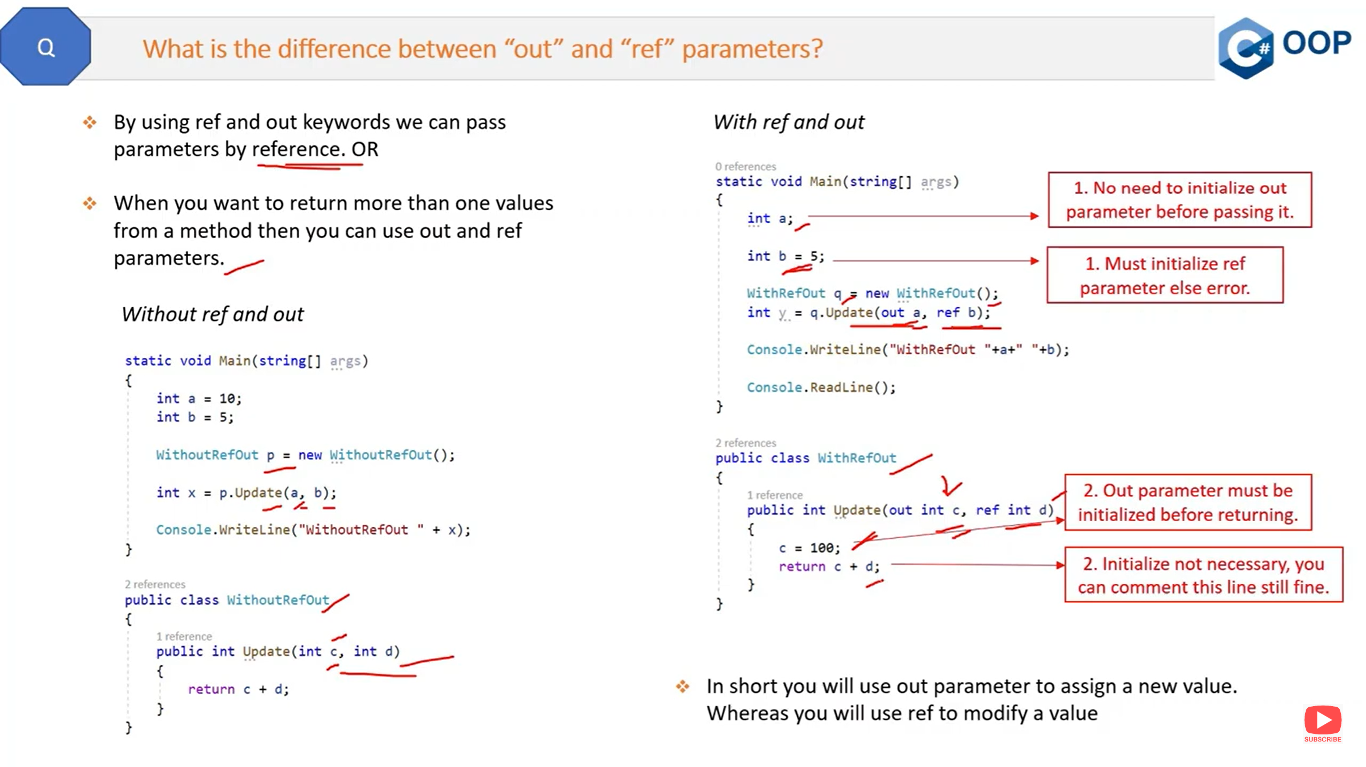 Q
What is the difference between “out” and “ref” parameters?
C# OOP
❖ By using ref and out keywords we can pass
parameters by reference. OR
❖ When you want to return more than one values
from a method then you can use out and ref
parameters.
Without ref and out
static void Main(string[] args)
{
int a = 10;
int b = 5;
WithoutRefOut p = new WithoutRefOut();
int x = p.Update(a, b);
Console.WriteLine("WithoutRefOut " + x);
}
2 references
public class WithoutRefOut
{
1 reference
public int Update(int c, int d)
{
return c + d;
}
}
With ref and out
0 references
static void Main(string[] args)
{
int a;
int b = 5;
WithRefOut q = new WithRefOut();
int y = q.Update(out a, ref b);
Console.WriteLine("WithRefOut "+a+" "+b);
Console.ReadLine();
}
1. No need to initialize out
parameter before passing it.
1. Must initialize ref
parameter else error.
2 references
public class WithRefOut
{
1 reference
public int Update(out int c, ref int d)
{
c = 100;
return c + d;
}
}
2. Out parameter must be
initialized before returning.
2. Initialize not necessary, you
can comment this line still fine.
❖ In short you will use out parameter to assign a new value.
Whereas you will use ref to modify a value
SUBSCRIBE